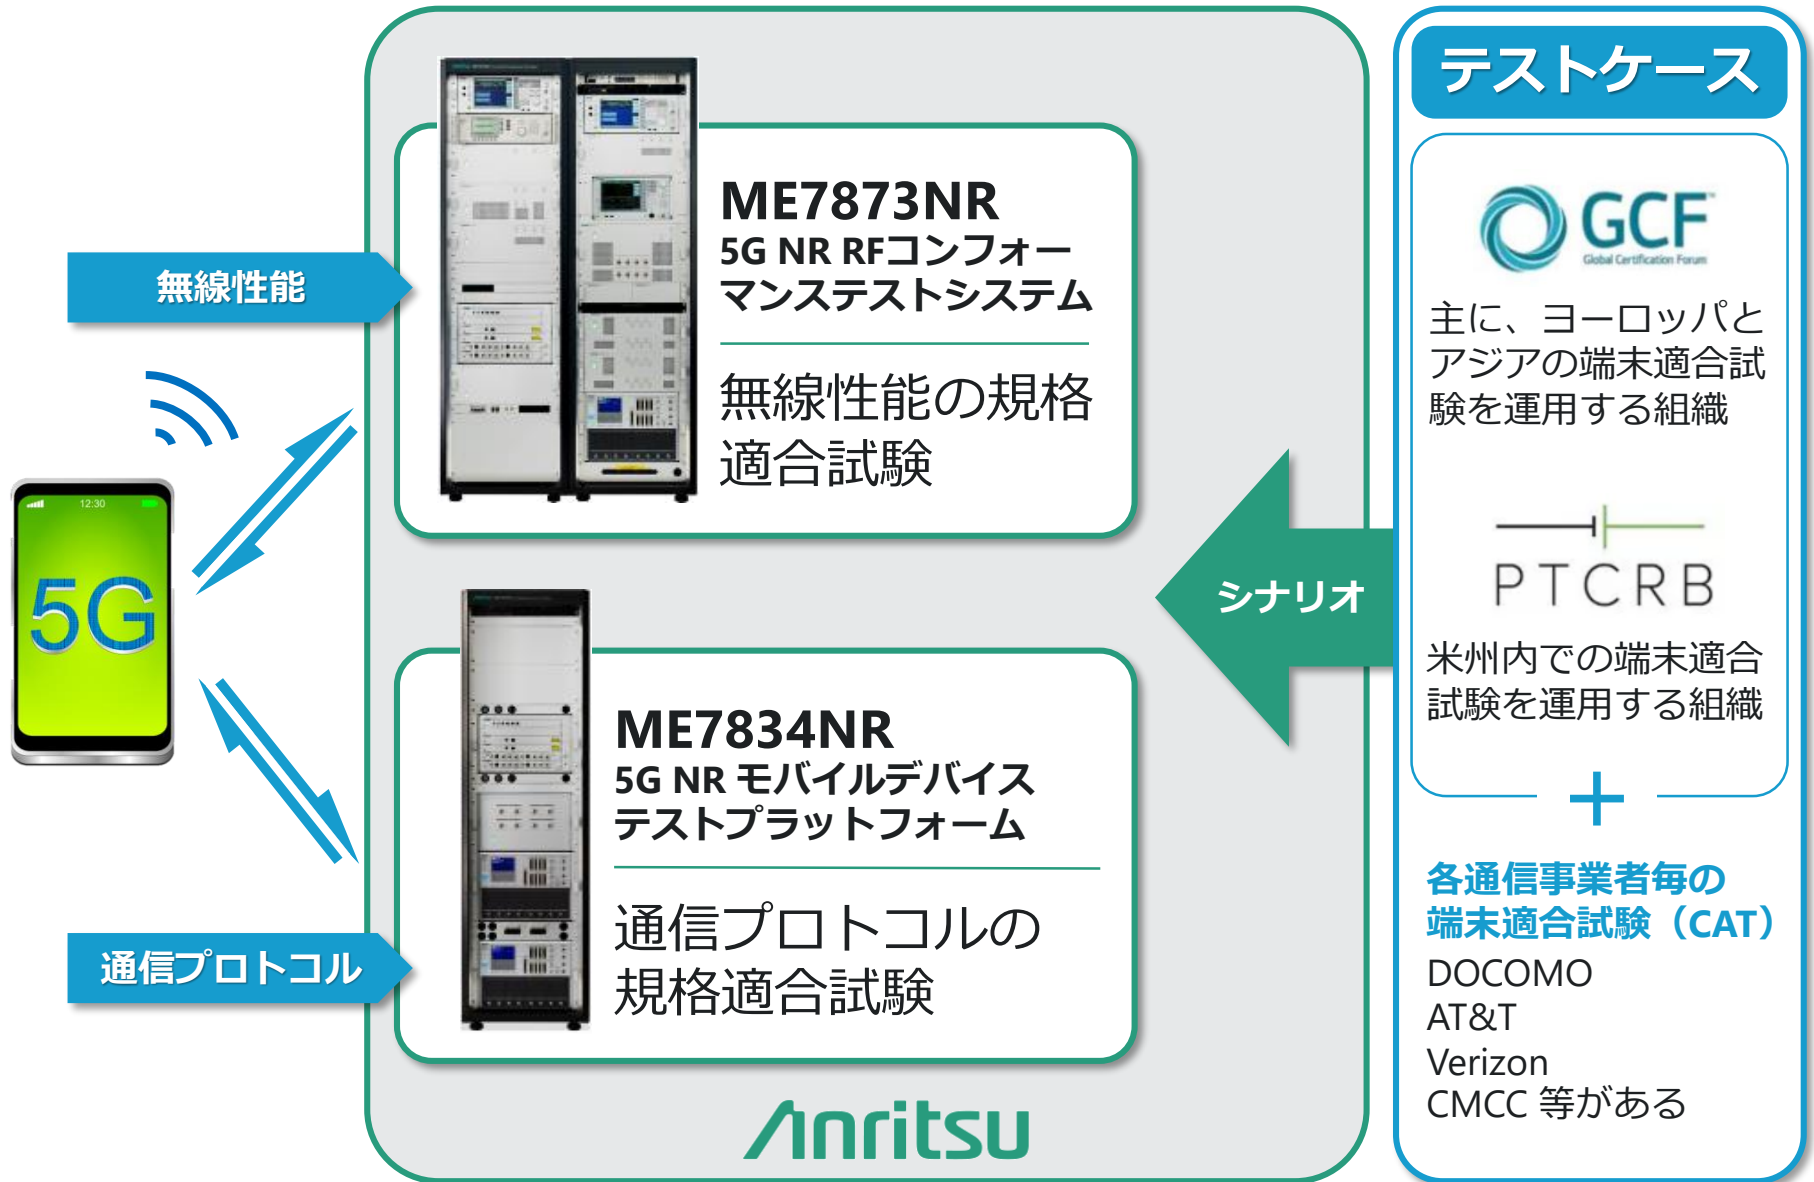 無線性能
12:30
5G
通信プロトコル
ME7873NR
5G NR RFコンフォー
マンステストシステム
無線性能の規格
適合試験
ME7834NR
5G NR モバイルデバイス
テストプラットフォーム
通信プロトコルの
規格適合試験
Anritsu
シナリオ
テストケース
GCF™
Global Certification Forum
主に、ヨーロッパと
アジアの端末適合試
験を運用する組織
PTCRB
米州内での端末適合
試験を運用する組織
+
各通信事業者毎の
端末適合試験（CAT）
DOCOMO
AT&T
Verizon
CMCC 等がある